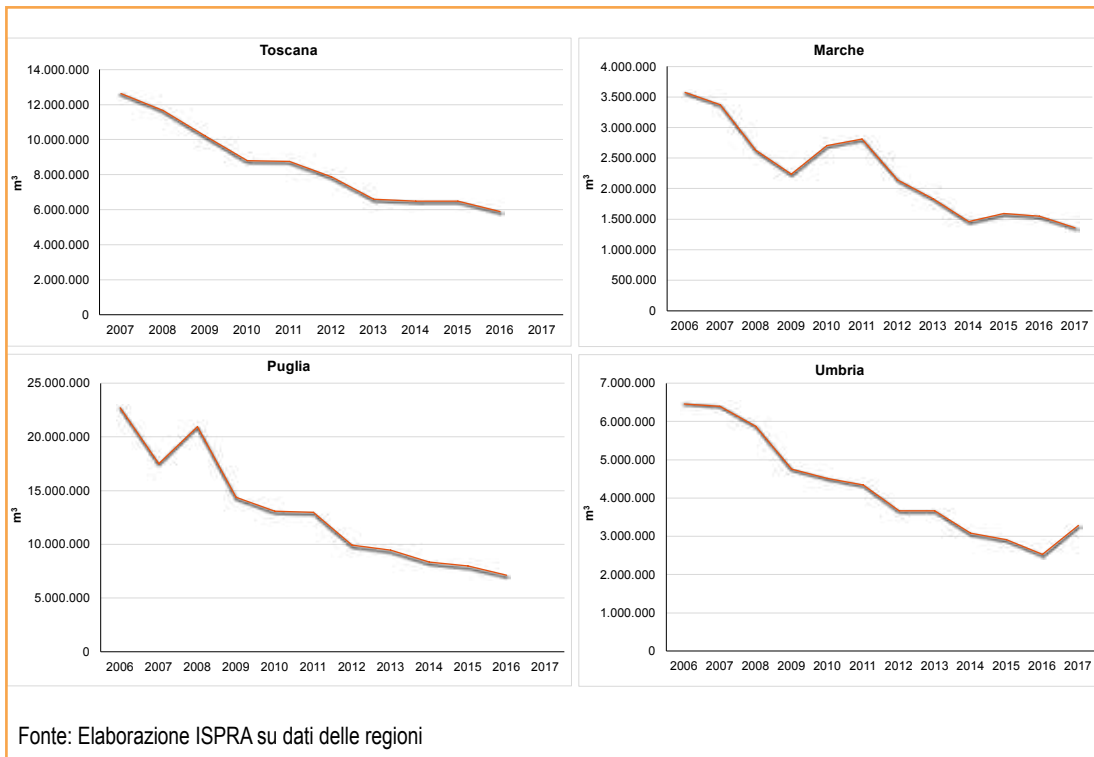 Toscana
14.000.000
12.000.000
10.000.000
8.000.000
6.000.000
4.000.000
2.000.000
0
m³
2007 2008 2009 2010 2011 2012 2013 2014 2015 2016 2017
Marche
4.000.000
3.500.000
3.000.000
2.500.000
2.000.000
1.500.000
1.000.000
500.000
0
m³
2006 2007 2008 2009 2010 2011 2012 2013 2014 2015 2016 2017
Puglia
25.000.000
20.000.000
15.000.000
10.000.000
5.000.000
0
m³
2006 2007 2008 2009 2010 2011 2012 2013 2014 2015 2016 2017
Umbria
7.000.000
6.000.000
5.000.000
4.000.000
3.000.000
2.000.000
1.000.000
0
m³
2006 2007 2008 2009 2010 2011 2012 2013 2014 2015 2016 2017
Fonte: Elaborazione ISPRA su dati delle regioni